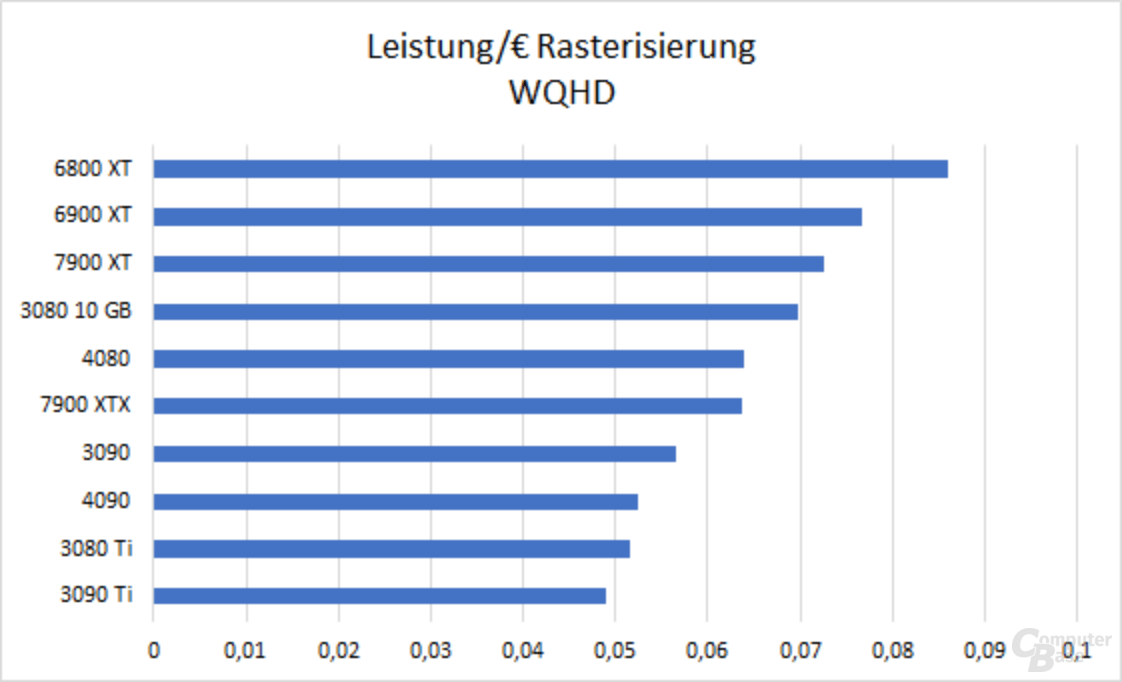 Leistung/€ Rasterisierung
WQHD
6800 XT
6900 XT
7900 XT
3080 10 GB
4080
7900 XTX
3090
4090
3080 Ti
3090 Ti
0 0,01 0,02 0,03 0,04 0,05 0,06 0,07 0,08 0,09 0,1
Computer
Base